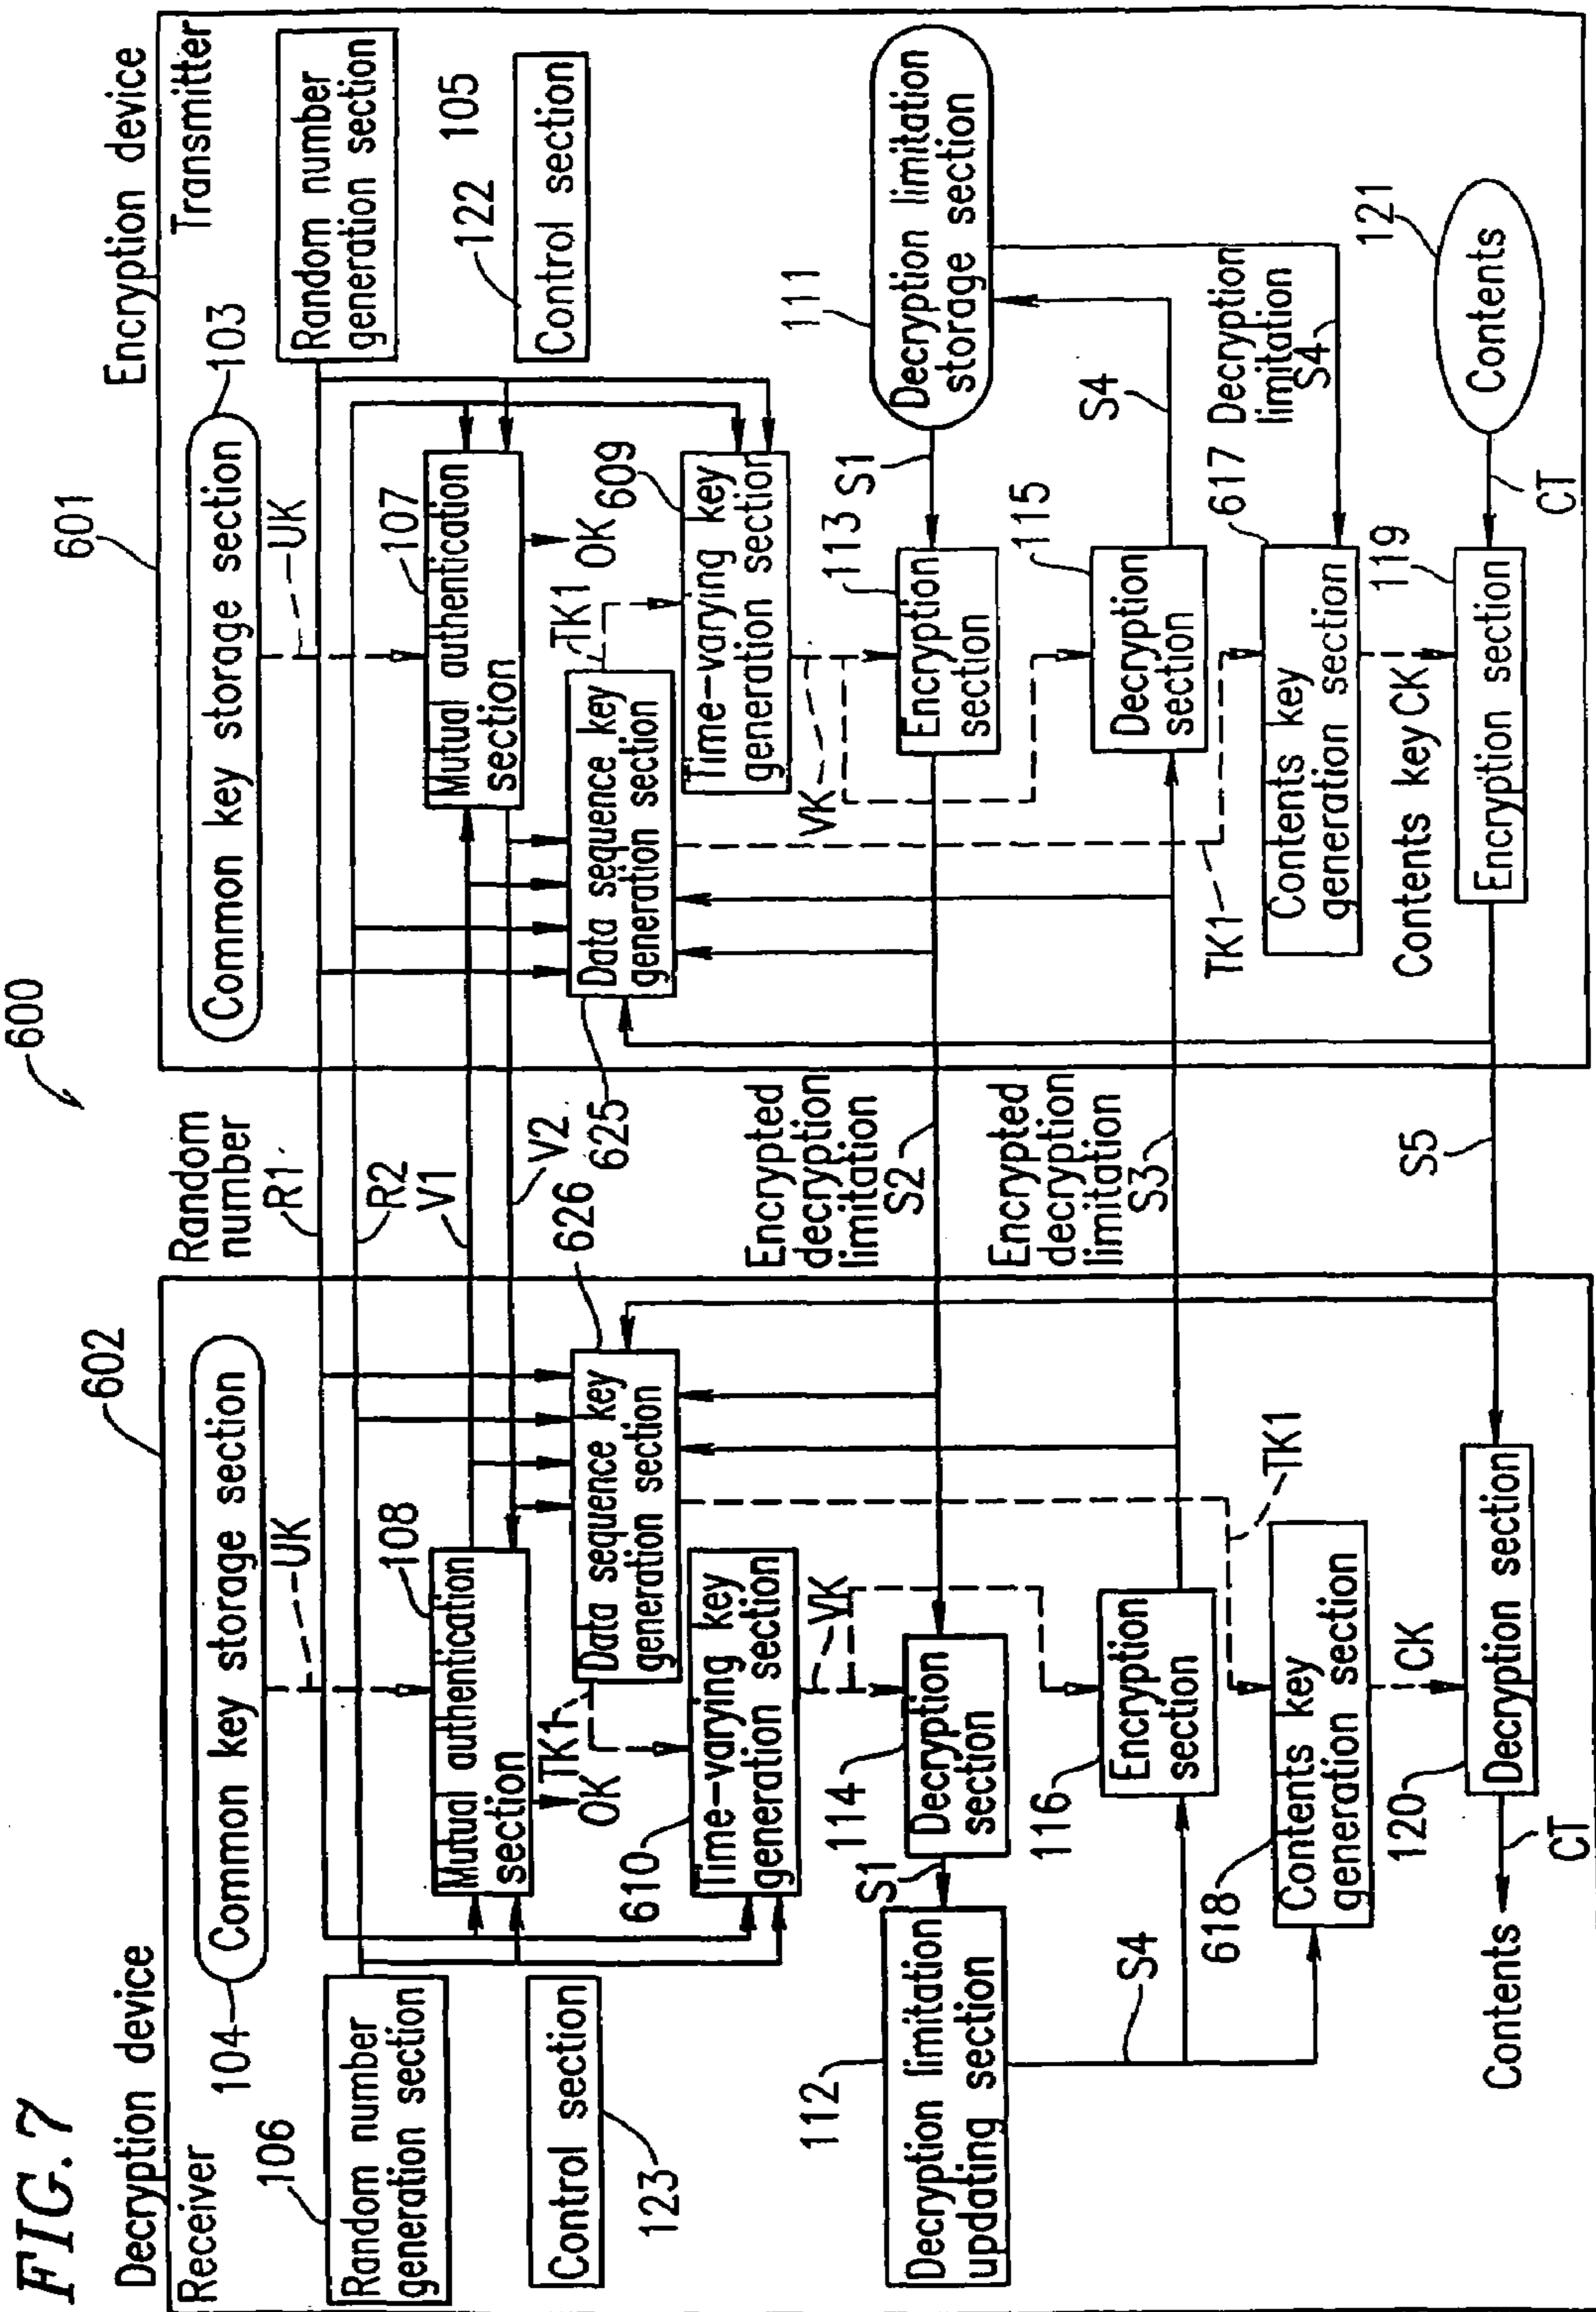 FIG. 7
600
Decryption device
602
Receiver
104
Common key storage section
UK
106
Random number
generation section
Control section
123
108
Mutual authentication
section
OK
TK1
626
Data sequence key
generation section
610
Time-varying key
generation section
VK
114
Decryption
section
S1
112
Decryption limitation
updating section
S4
116
Encryption
section
618
Contents key
generation section
TK1
CK
120
Decryption section
CT
Contents
Random
number
R1
R2
V1
V2
Encrypted
decryption
limitation
S2
Encrypted
decryption
limitation
S3
S5
Encryption device
601
Transmitter
Common key storage section
103
UK
Random number
generation section
122
105
Control section
107
Mutual authentication
section
OK
TK1
625
Data sequence key
generation section
609
Time-varying key
generation section
VK
111
Decryption limitation
storage section
S1
113
Encryption
section
115
Decryption
section
S4
Decryption
limitation
S4
617
Contents key
generation section
TK1
Contents key CK
119
Encryption section
CT
121
Contents